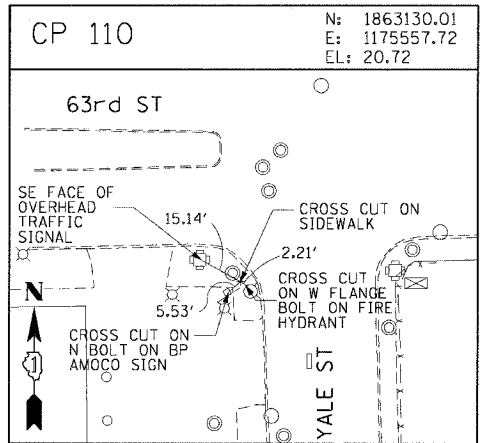 CP 110
N: 1863130.01
E: 1175557.72
EL: 20.72
63rd ST
SE FACE OF
OVERHEAD
TRAFFIC
SIGNAL
15.14'
CROSS CUT ON
SIDEWALK
2.21'
CROSS CUT
ON W FLANGE
BOLT ON FIRE
HYDRANT
5.53'
CROSS CUT ON
N BOLT ON BP
AMOCO SIGN
N
1
YALE ST